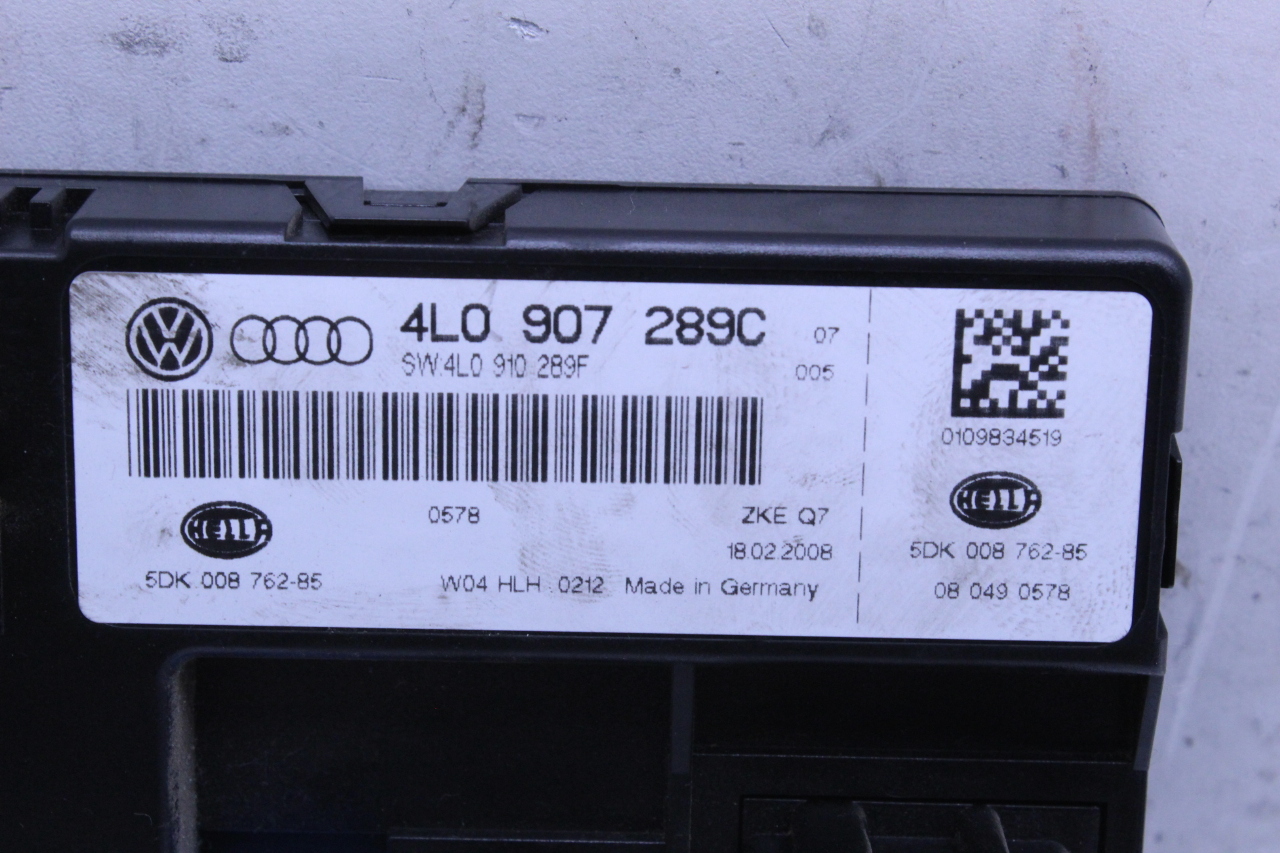 4L0 907 289C 07
SW:4L0 910 289F 005
0578 ZKE Q7
18.02.2008
HELLA
5DK 008 762-85
W04 HLH 0212 Made in Germany
0109834519
HELLA
5DK 008 762-85
08 049 0578